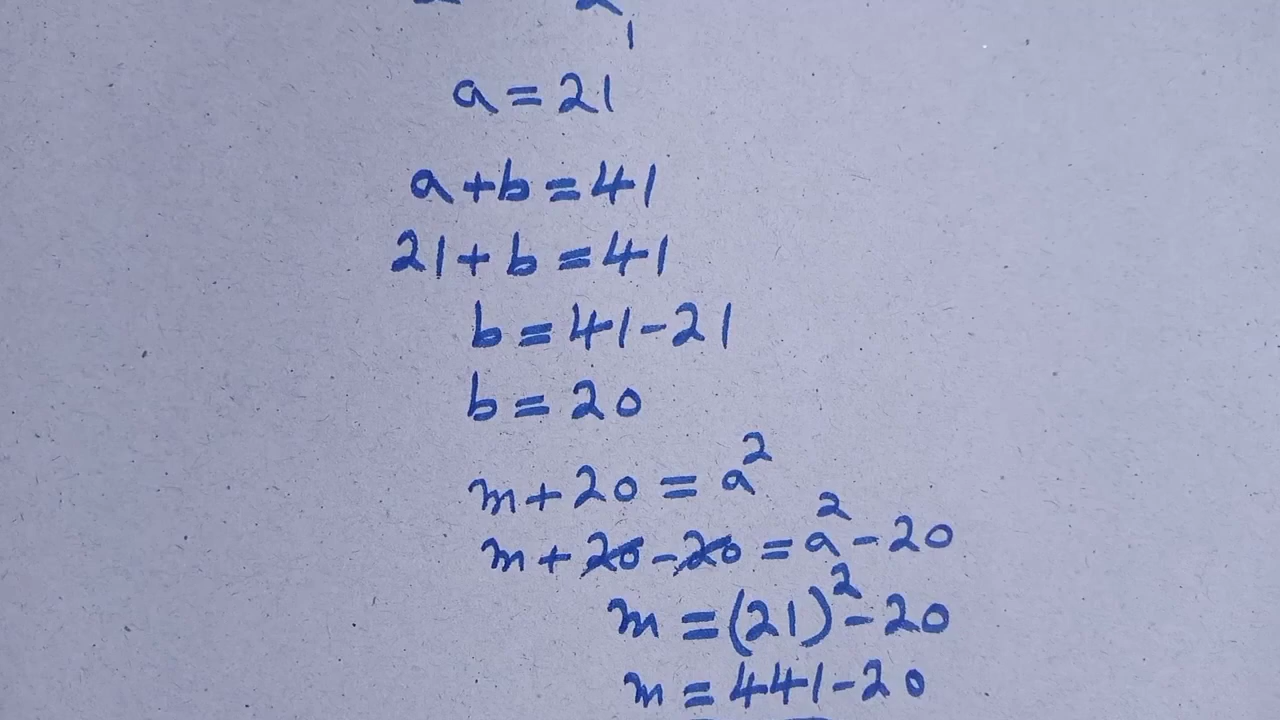 a = 21
a + b = 41
21 + b = 41
b = 41 - 21
b = 20
m + 20 = a²
m + 20 - 20 = a² - 20
m = (21)² - 20
m = 441 - 20